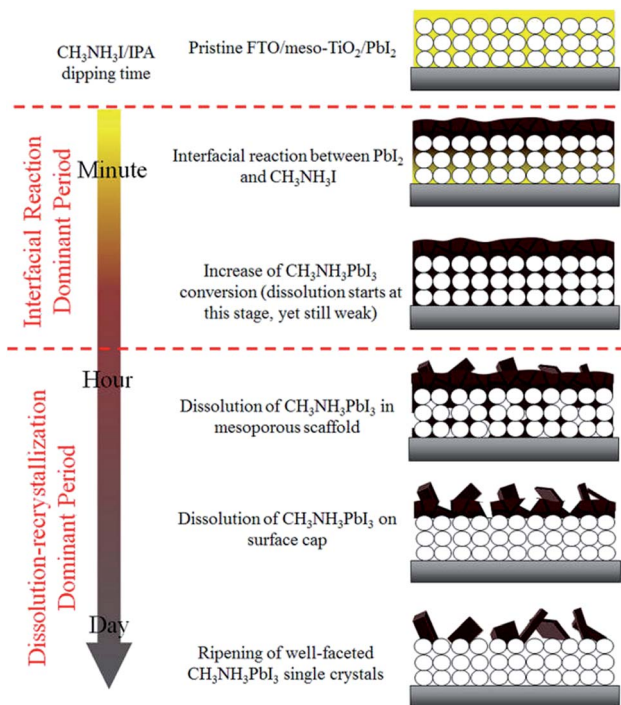 CH₃NH₃I/IPA
dipping time
Pristine FTO/meso-TiO₂/PbI₂
Interfacial Reaction
Dominant Period
Minute
Interfacial reaction between PbI₂
and CH₃NH₃I
Increase of CH₃NH₃PbI₃
conversion (dissolution starts at
this stage, yet still weak)
Dissolution-recrystallization
Dominant Period
Hour
Dissolution of CH₃NH₃PbI₃ in
mesoporous scaffold
Dissolution of CH₃NH₃PbI₃ on
surface cap
Day
Ripening of well-faceted
CH₃NH₃PbI₃ single crystals